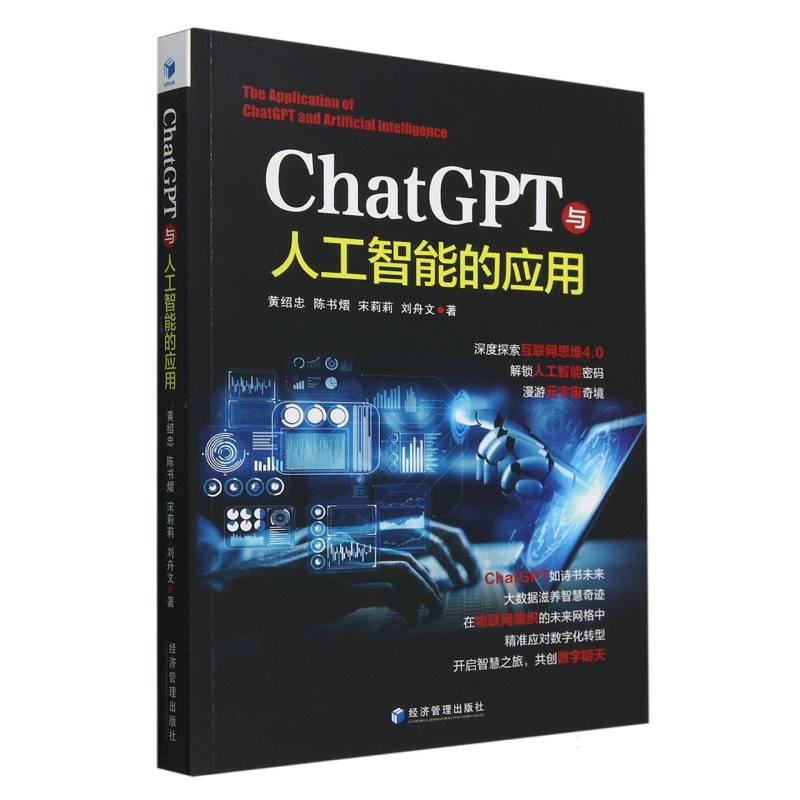 The Application of
ChatGPT and Artificial Intelligence
ChatGPT与
人工智能的应用
黄绍忠 陈书熠 宋莉莉 刘舟文●著
深度探索互联网思维4.0
解锁人工智能密码
漫游元宇宙奇境
ChatGPT如诗书未来
大数据滋养智慧奇迹
在物联网编织的未来网格中
精准应对数字化转型
开启智慧之旅，共创数字明天
经济管理出版社
ECONOMY & MANAGEMENT PUBLISHING HOUSE
ChatGPT与人工智能的应用
黄绍忠 陈书熠 宋莉莉 刘舟文●著
经济管理出版社